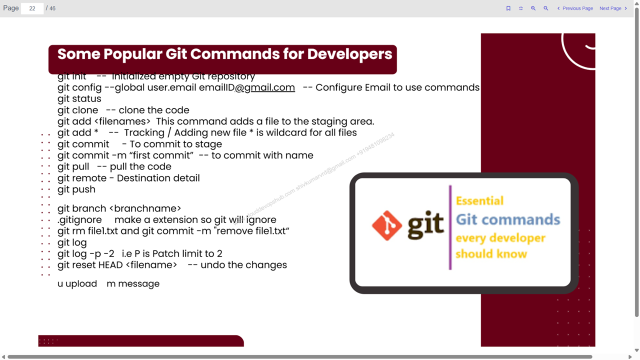 Page 22 / 46
Previous Page Next Page
Some Popular Git Commands for Developers
git init -- Initialized empty Git repository
git config --global user.email emailID@gmail.com -- Configure Email to use commands
git status
git clone -- clone the code
git add <filenames> This command adds a file to the staging area.
git add * -- Tracking / Adding new file * is wildcard for all files
git commit - To commit to stage
git commit -m “first commit” -- to commit with name
git pull -- pull the code
git remote - Destination detail
git push
git branch <branchname>
.gitignore make a extension so git will ignore
git rm file1.txt and git commit -m "remove file1.txt”
git log
git log -p -2 i.e P is Patch limit to 2
git reset HEAD <filename> -- undo the changes
u upload m message
git
Essential
Git commands
every developer
should know